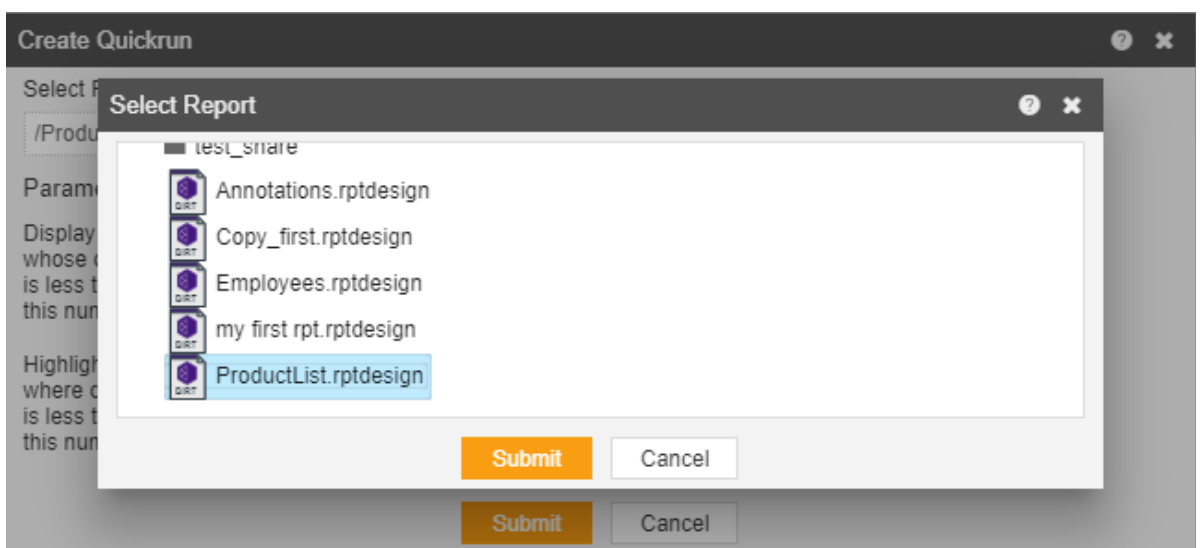 Create Quickrun
Select
Select Report
/Produ
test_share
Annotations.rptdesign
Copy_first.rptdesign
Employees.rptdesign
my first rpt.rptdesign
ProductList.rptdesign
Param
Display
whose
is less t
this num
Highligh
where
is less t
this num
Submit Cancel
Submit Cancel